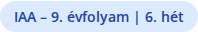 IAA – 9. évfolyam | 6. hét